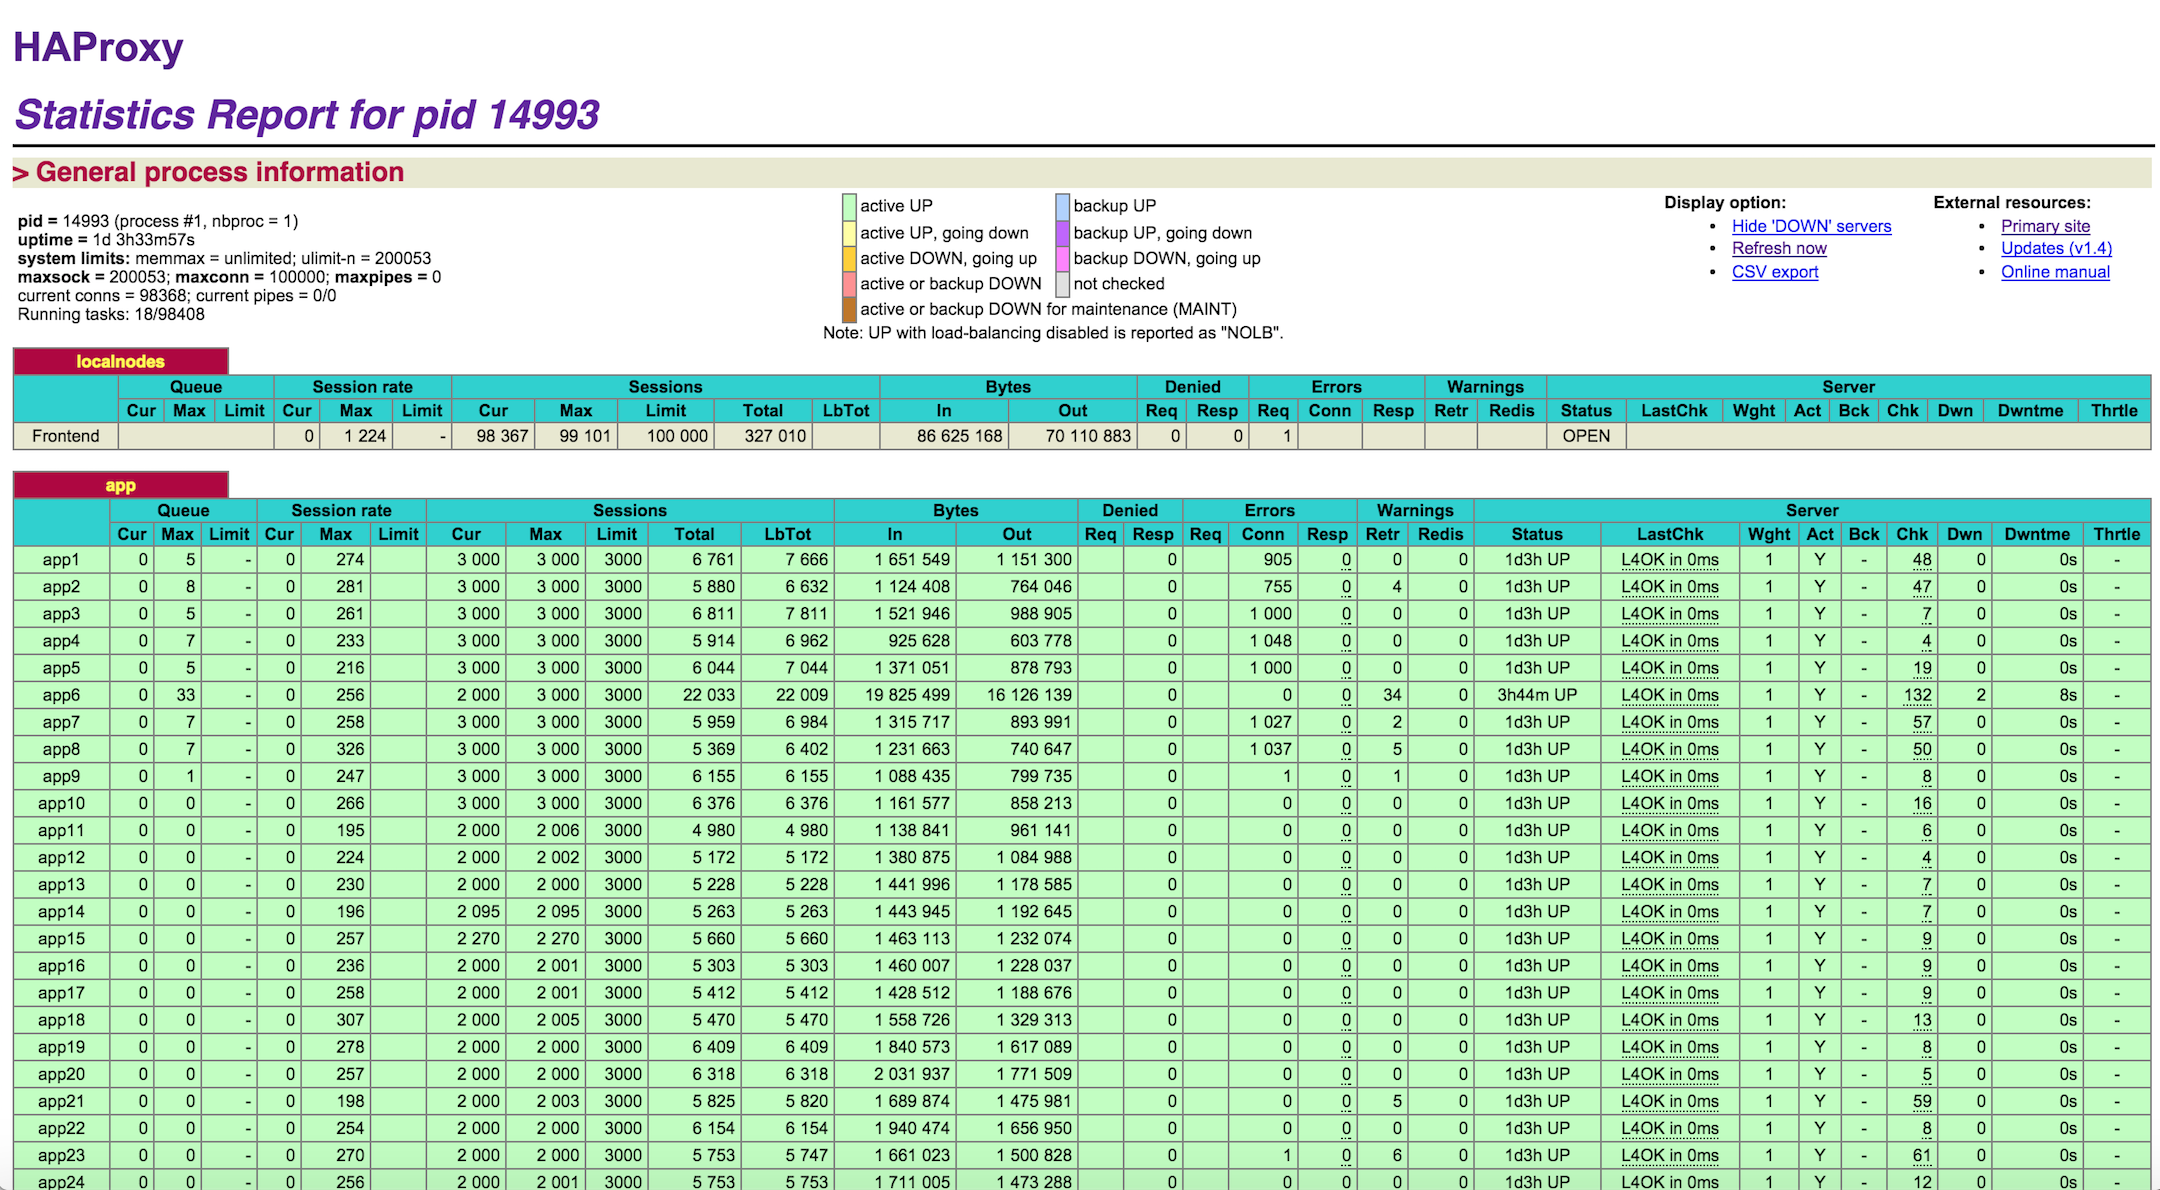 HAProxy
Statistics Report for pid 14993
> General process information
pid = 14993 (process #1, nbproc = 1)
uptime = 1d 3h33m57s
system limits: memmax = unlimited; ulimit-n = 200053
maxsock = 200053; maxconn = 100000; maxpipes = 0
current conns = 98368; current pipes = 0/0
Running tasks: 18/98408
active UP backup UP
active UP, going down backup UP, going down
active DOWN, going up backup DOWN, going up
active or backup DOWN not checked
active or backup DOWN for maintenance (MAINT)
Note: UP with load-balancing disabled is reported as "NOLB".
Display option:
• Hide 'DOWN' servers
• Refresh now
• CSV export
External resources:
• Primary site
• Updates (v1.4)
• Online manual
localnodes
Queue Session rate Sessions Bytes Denied Errors Warnings Server
Cur Max Limit Cur Max Limit Cur Max Limit Total LbTot In Out Req Resp Req Conn Resp Retr Redis Status LastChk Wght Act Bck Chk Dwn Dwntme Thrtle
Frontend 0 1 224 - 98 367 99 101 100 000 327 010 86 625 168 70 110 883 0 0 1 OPEN
app
Queue Session rate Sessions Bytes Denied Errors Warnings Server
Cur Max Limit Cur Max Limit Cur Max Limit Total LbTot In Out Req Resp Req Conn Resp Retr Redis Status LastChk Wght Act Bck Chk Dwn Dwntme Thrtle
app1 0 5 - 0 274 3 000 3 000 3000 6 761 7 666 1 651 549 1 151 300 0 905 0 0 0 1d3h UP L4OK in 0ms 1 Y - 48 0 0s -
app2 0 8 - 0 281 3 000 3 000 3000 5 880 6 632 1 124 408 764 046 0 755 0 4 0 1d3h UP L4OK in 0ms 1 Y - 47 0 0s -
app3 0 5 - 0 261 3 000 3 000 3000 6 811 7 811 1 521 946 988 905 0 1 000 0 0 0 1d3h UP L4OK in 0ms 1 Y - 7 0 0s -
app4 0 7 - 0 233 3 000 3 000 3000 5 914 6 962 925 628 603 778 0 1 048 0 0 0 1d3h UP L4OK in 0ms 1 Y - 4 0 0s -
app5 0 5 - 0 216 3 000 3 000 3000 6 044 7 044 1 371 051 878 793 0 1 000 0 0 0 1d3h UP L4OK in 0ms 1 Y - 19 0 0s -
app6 0 33 - 0 256 2 000 3 000 3000 22 033 22 009 19 825 499 16 126 139 0 0 0 34 0 3h44m UP L4OK in 0ms 1 Y - 132 2 8s -
app7 0 7 - 0 258 3 000 3 000 3000 5 959 6 984 1 315 717 893 991 0 1 027 0 2 0 1d3h UP L4OK in 0ms 1 Y - 57 0 0s -
app8 0 7 - 0 326 3 000 3 000 3000 5 369 6 402 1 231 663 740 647 0 1 037 0 5 0 1d3h UP L4OK in 0ms 1 Y - 50 0 0s -
app9 0 1 - 0 247 3 000 3 000 3000 6 155 6 155 1 088 435 799 735 0 1 0 1 0 1d3h UP L4OK in 0ms 1 Y - 8 0 0s -
app10 0 0 - 0 266 3 000 3 000 3000 6 376 6 376 1 161 577 858 213 0 0 0 0 0 1d3h UP L4OK in 0ms 1 Y - 16 0 0s -
app11 0 0 - 0 195 2 000 2 006 3000 4 980 4 980 1 138 841 961 141 0 0 0 0 0 1d3h UP L4OK in 0ms 1 Y - 6 0 0s -
app12 0 0 - 0 224 2 000 2 002 3000 5 172 5 172 1 380 875 1 084 988 0 0 0 0 0 1d3h UP L4OK in 0ms 1 Y - 4 0 0s -
app13 0 0 - 0 230 2 000 2 000 3000 5 228 5 228 1 441 996 1 178 585 0 0 0 0 0 1d3h UP L4OK in 0ms 1 Y - 7 0 0s -
app14 0 0 - 0 196 2 095 2 095 3000 5 263 5 263 1 443 945 1 192 645 0 0 0 0 0 1d3h UP L4OK in 0ms 1 Y - 7 0 0s -
app15 0 0 - 0 257 2 270 2 270 3000 5 660 5 660 1 463 113 1 232 074 0 0 0 0 0 1d3h UP L4OK in 0ms 1 Y - 9 0 0s -
app16 0 0 - 0 236 2 000 2 001 3000 5 303 5 303 1 460 007 1 228 037 0 0 0 0 0 1d3h UP L4OK in 0ms 1 Y - 9 0 0s -
app17 0 0 - 0 258 2 000 2 001 3000 5 412 5 412 1 428 512 1 188 676 0 0 0 0 0 1d3h UP L4OK in 0ms 1 Y - 9 0 0s -
app18 0 0 - 0 307 2 000 2 005 3000 5 470 5 470 1 558 726 1 329 313 0 0 0 0 0 1d3h UP L4OK in 0ms 1 Y - 13 0 0s -
app19 0 0 - 0 278 2 000 2 000 3000 6 409 6 409 1 840 573 1 617 089 0 0 0 0 0 1d3h UP L4OK in 0ms 1 Y - 8 0 0s -
app20 0 0 - 0 257 2 000 2 000 3000 6 318 6 318 2 031 937 1 771 509 0 0 0 0 0 1d3h UP L4OK in 0ms 1 Y - 5 0 0s -
app21 0 0 - 0 198 2 000 2 003 3000 5 825 5 820 1 689 874 1 475 981 0 0 0 5 0 1d3h UP L4OK in 0ms 1 Y - 59 0 0s -
app22 0 0 - 0 254 2 000 2 000 3000 6 154 6 154 1 940 474 1 656 950 0 0 0 0 0 1d3h UP L4OK in 0ms 1 Y - 8 0 0s -
app23 0 0 - 0 270 2 000 2 000 3000 5 753 5 747 1 661 023 1 500 828 0 1 0 6 0 1d3h UP L4OK in 0ms 1 Y - 61 0 0s -
app24 0 0 - 0 256 2 000 2 001 3000 5 753 5 753 1 711 005 1 473 288 0 0 0 0 0 1d3h UP L4OK in 0ms 1 Y - 12 0 0s -